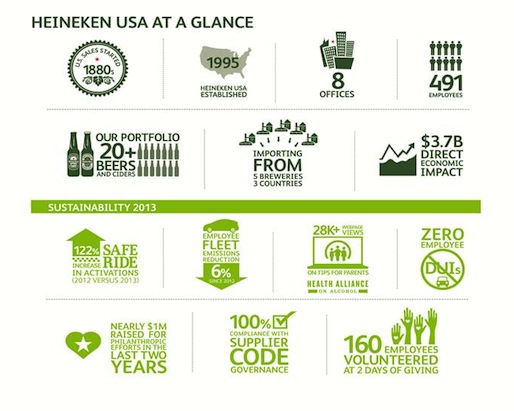 HEINEKEN USA AT A GLANCE
U.S. SALES STARTED
1880s
1995
HEINEKEN USA
ESTABLISHED
8
OFFICES
491
EMPLOYEES
OUR PORTFOLIO
20+
BEERS
AND CIDERS
IMPORTING
FROM
5 BREWERIES
3 COUNTRIES
$3.7B
DIRECT
ECONOMIC
IMPACT
SUSTAINABILITY 2013
122%
INCREASE
SAFE
RIDE
IN ACTIVATIONS
(2012 VERSUS 2013)
EMPLOYEE
FLEET
EMISSIONS
REDUCTION
6%
SINCE 2012
28K+ WEBPAGE
VIEWS
ON TIPS FOR PARENTS
HEALTH ALLIANCE
ON ALCOHOL
ZERO
EMPLOYEE
DUIs
NEARLY $1M
RAISED FOR
PHILANTHROPIC
EFFORTS IN THE
LAST TWO
YEARS
100%
COMPLIANCE WITH
SUPPLIER
CODE
GOVERNANCE
160 EMPLOYEES
VOLUNTEERED
AT 2 DAYS OF GIVING